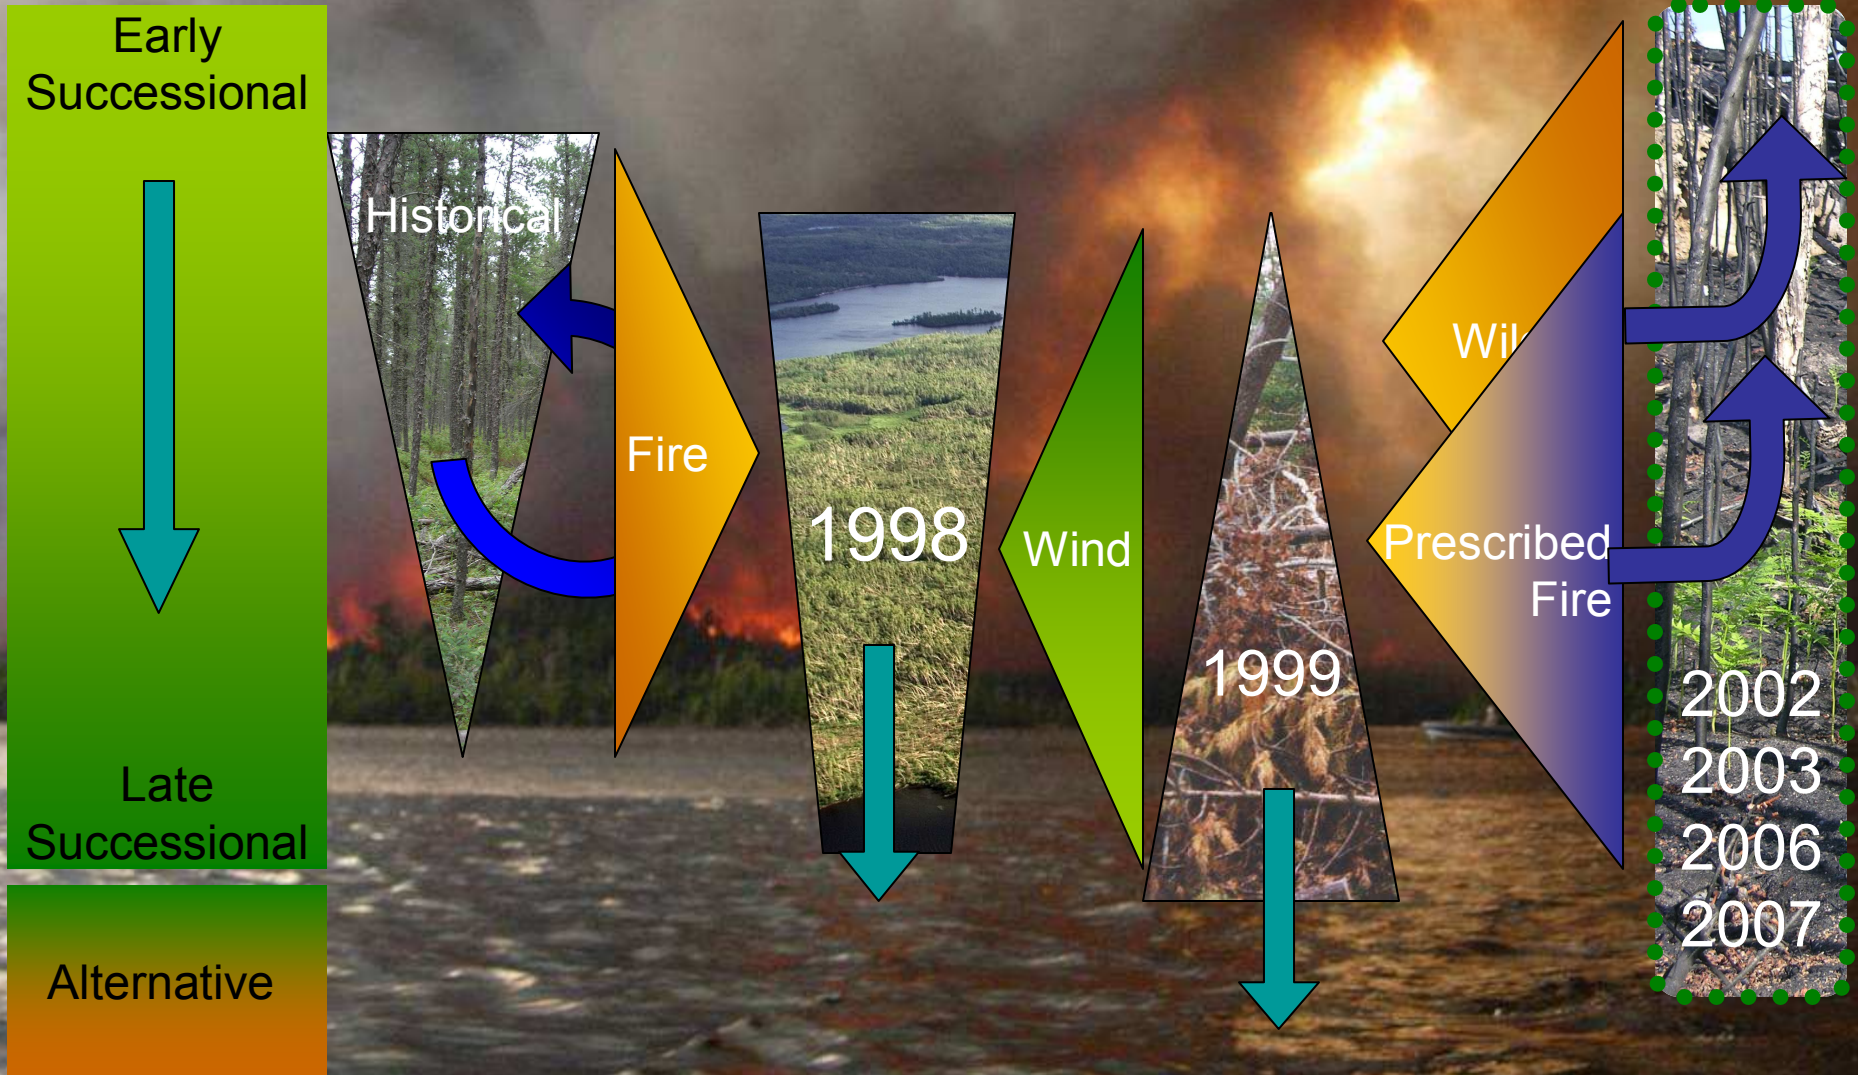 Early
Successional
Historical
Fire
1998
Wind
1999
Wil
Prescribed
Fire
2002
2003
2006
2007
Late
Successional
Alternative